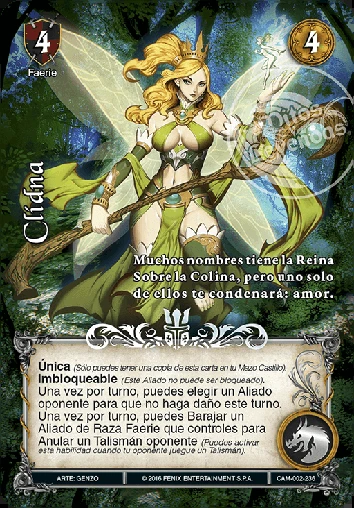 4
Faerie
4
Mitos y Leyendas
Clídna
Muchos nombres tiene la Reina
Sobre la Colina, pero uno solo
de ellos te condenará: amor.
Única (Sólo puedes tener una copia de esta carta en tu Mazo Castillo).
Imbloqueable (Este Aliado no puede ser bloqueado).
Una vez por turno, puedes elegir un Aliado
oponente para que no haga daño este turno.
Una vez por turno, puedes Barajar un
Aliado de Raza Faerie que controles para
Anular un Talismán oponente (Puedes activar
esta habilidad cuando tu oponente juegue un Talismán).
ARTE: GENZO
© 2016 FENIX ENTERTAINMENT S.P.A.
CAM-002-236